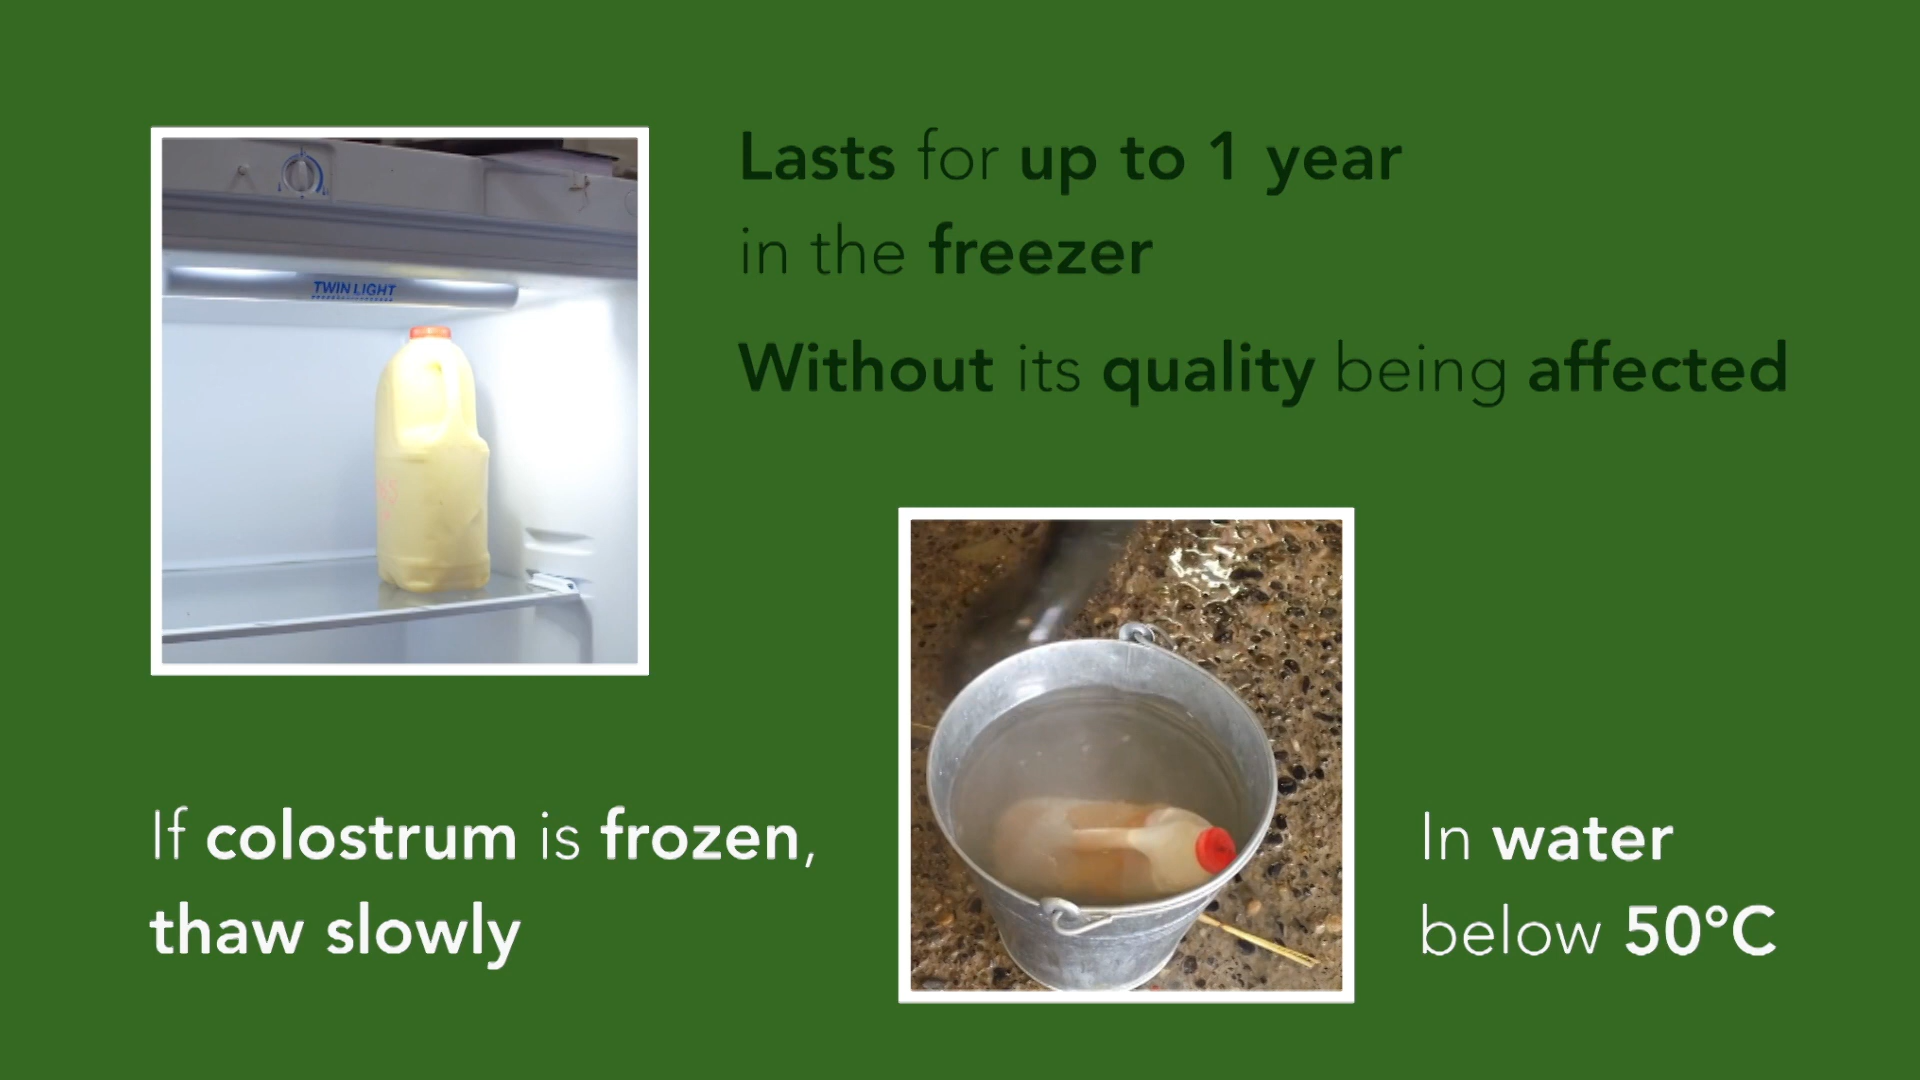 TWIN LIGHT
Lasts for up to 1 year
in the freezer
Without its quality being affected
If colostrum is frozen,
thaw slowly
In water
below 50°C